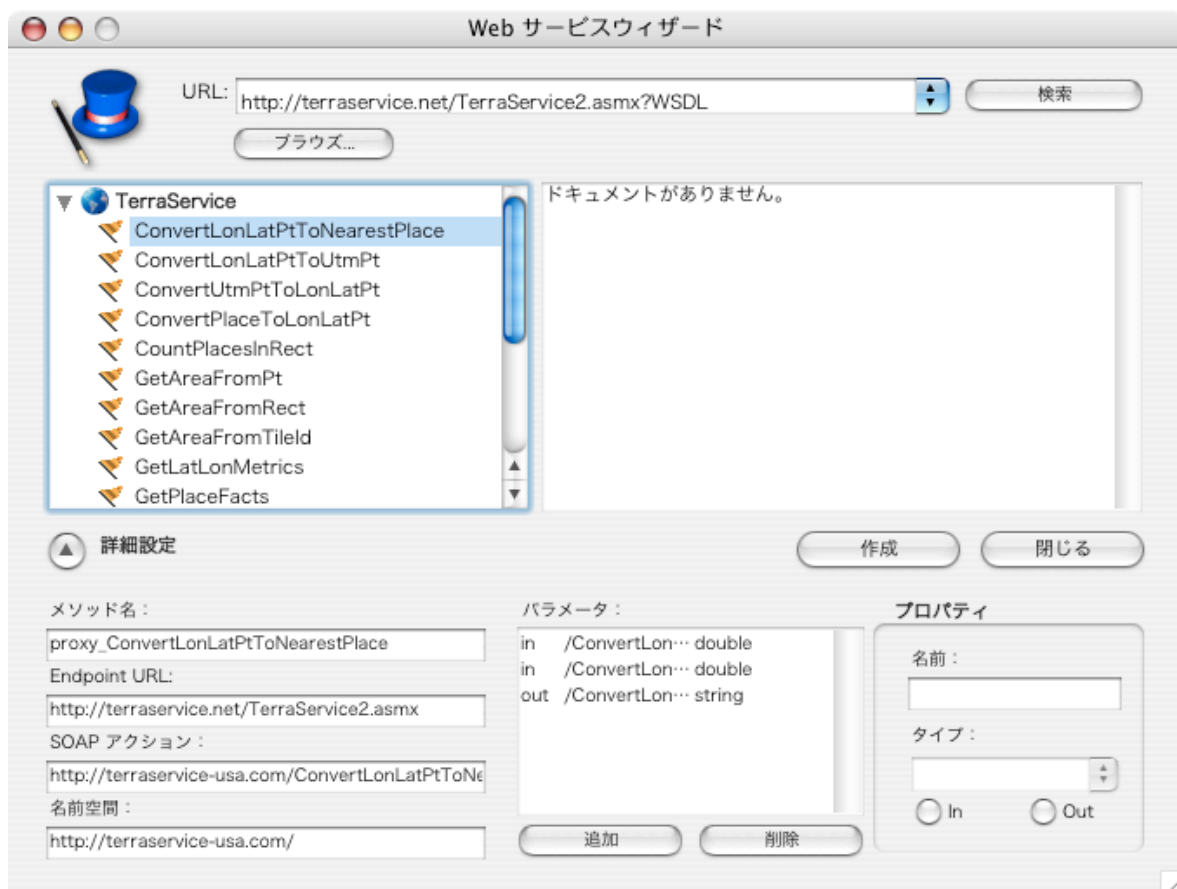 Web サービスウィザード
URL:
http://terraservice.net/TerraService2.asmx?WSDL
検索
ブラウズ...
TerraService
ConvertLonLatPtToNearestPlace
ConvertLonLatPtToUtmPt
ConvertUtmPtToLonLatPt
ConvertPlaceToLonLatPt
CountPlacesInRect
GetAreaFromPt
GetAreaFromRect
GetAreaFromTileId
GetLatLonMetrics
GetPlaceFacts
ドキュメントがありません。
詳細設定
作成
閉じる
メソッド名：
proxy_ConvertLonLatPtToNearestPlace
Endpoint URL:
http://terraservice.net/TerraService2.asmx
SOAP アクション：
http://terraservice-usa.com/ConvertLonLatPtToNe
名前空間：
http://terraservice-usa.com/
パラメータ：
in /ConvertLon… double
in /ConvertLon… double
out /ConvertLon… string
追加
削除
プロパティ
名前：
タイプ：
In
Out